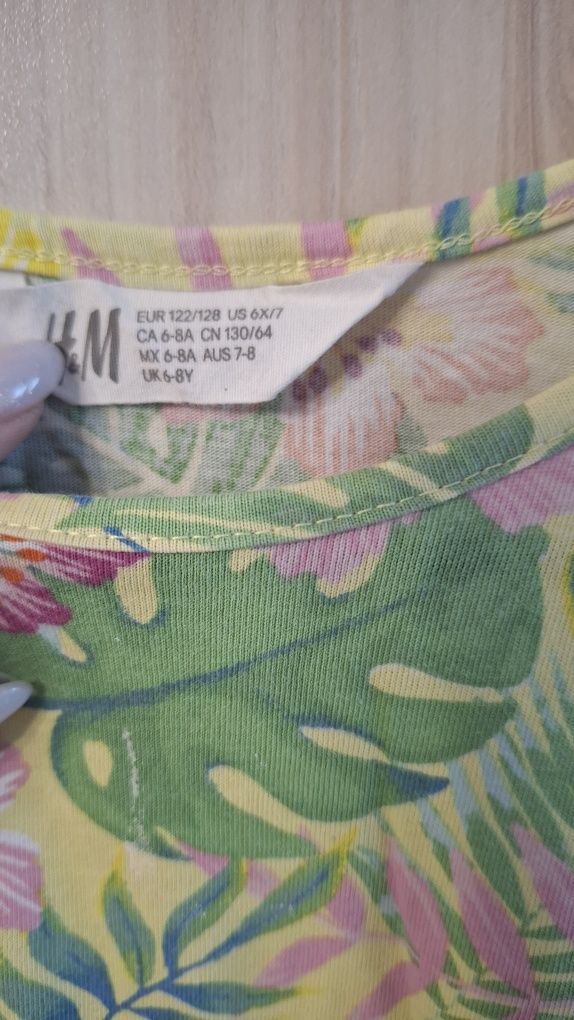 H&M
EUR 122/128 US 6X/7
CA 6-8A CN 130/64
MX 6-8A AUS 7-8
UK 6-8Y